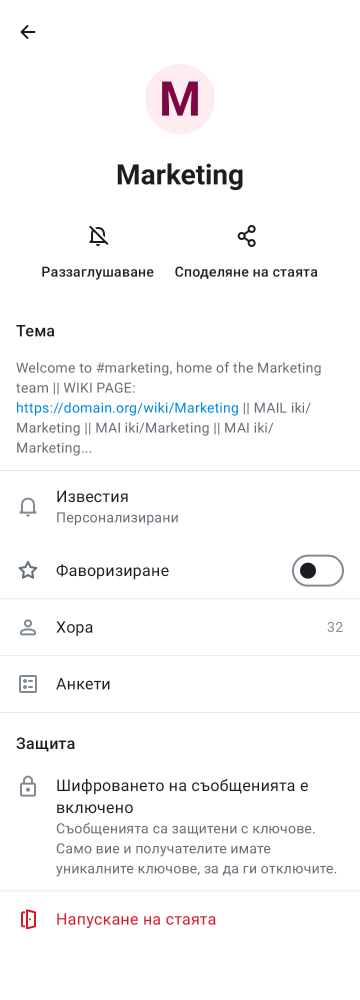 M
Marketing
Раззаглушаване
Споделяне на стаята
Тема
Welcome to #marketing, home of the Marketing
team || WIKI PAGE:
https://domain.org/wiki/Marketing || MAIL iki/
Marketing || MAI iki/Marketing || MAI iki/
Marketing...
Известия
Персонализирани
Фаворизиране
Хора 32
Анкети
Защита
Шифроването на съобщенията е
включено
Съобщенията са защитени с ключове.
Само вие и получателите имате
уникалните ключове, за да ги отключите.
Напускане на стаята